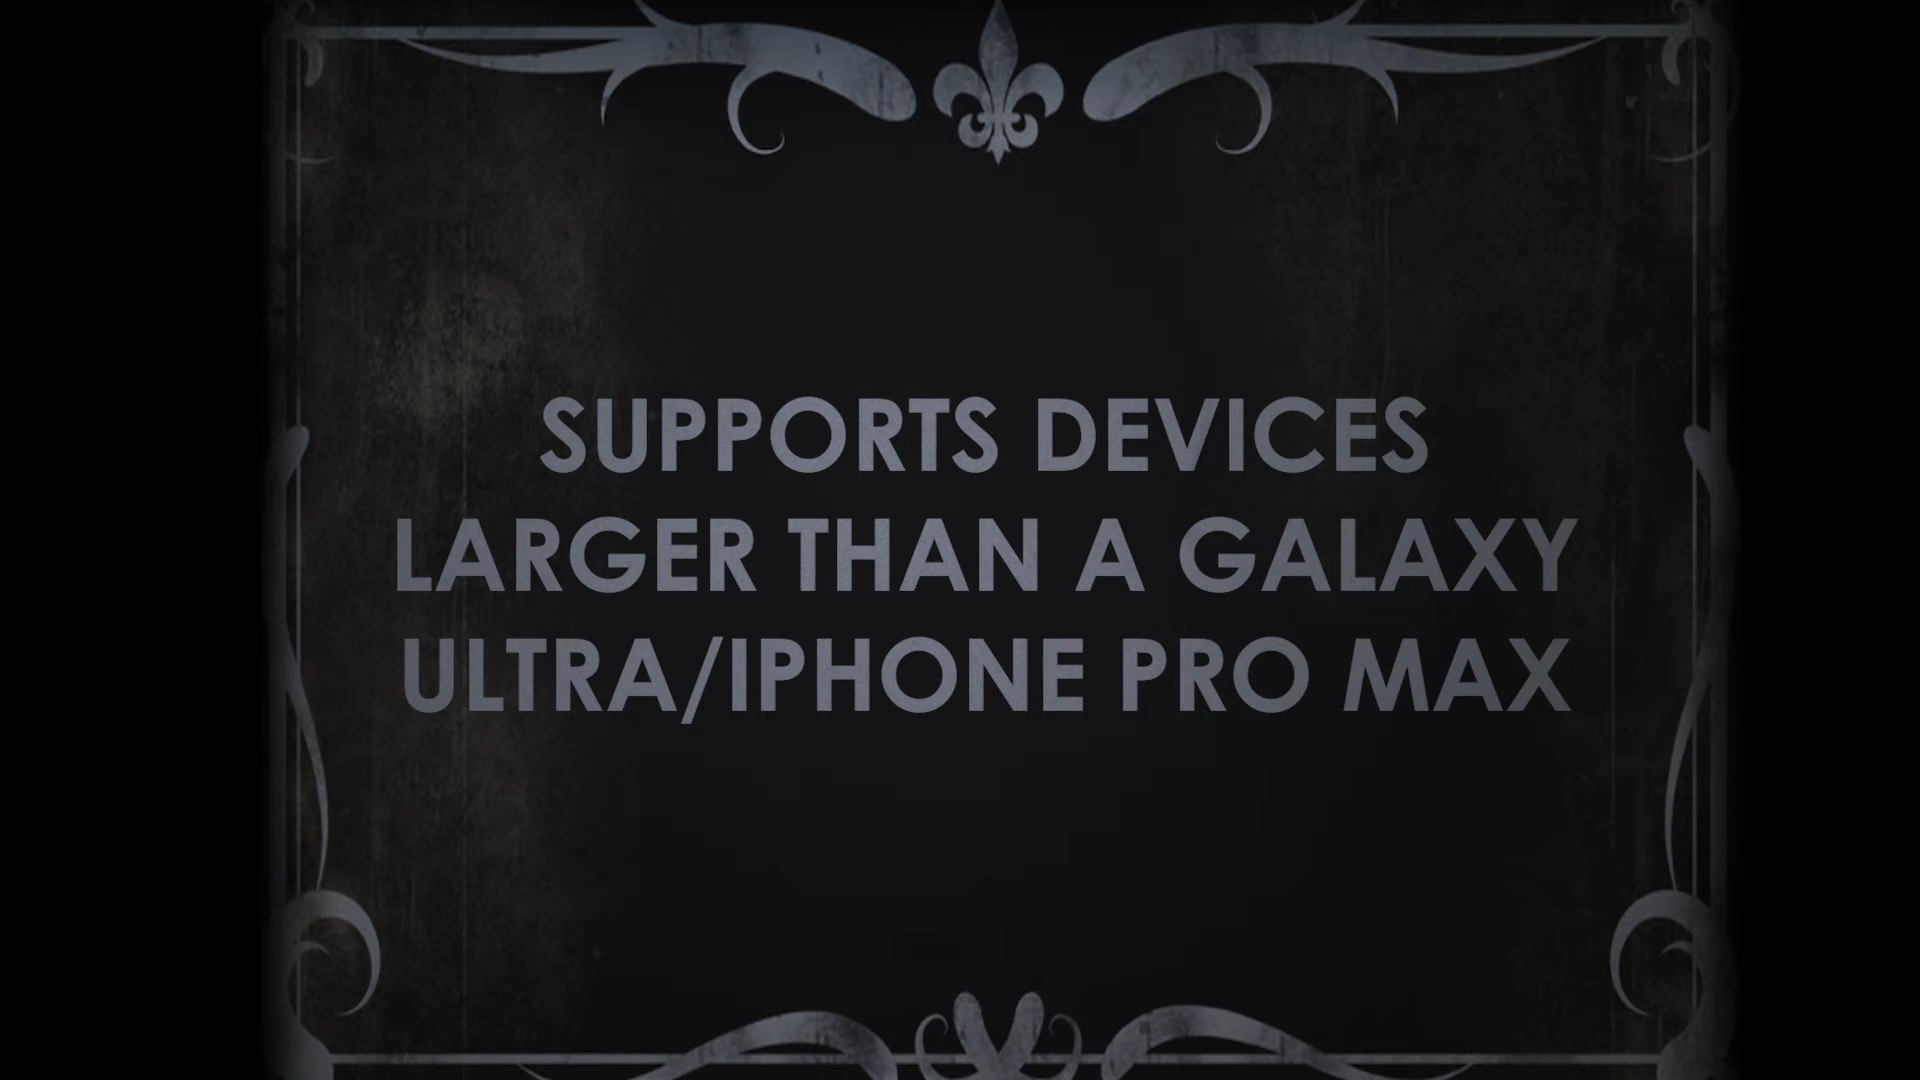 SUPPORTS DEVICES
LARGER THAN A GALAXY
ULTRA/IPHONE PRO MAX